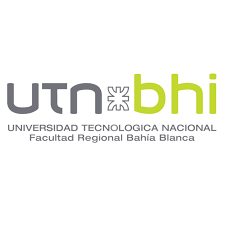 utn bhi
UNIVERSIDAD TECNOLOGICA NACIONAL
Facultad Regional Bahía Blanca